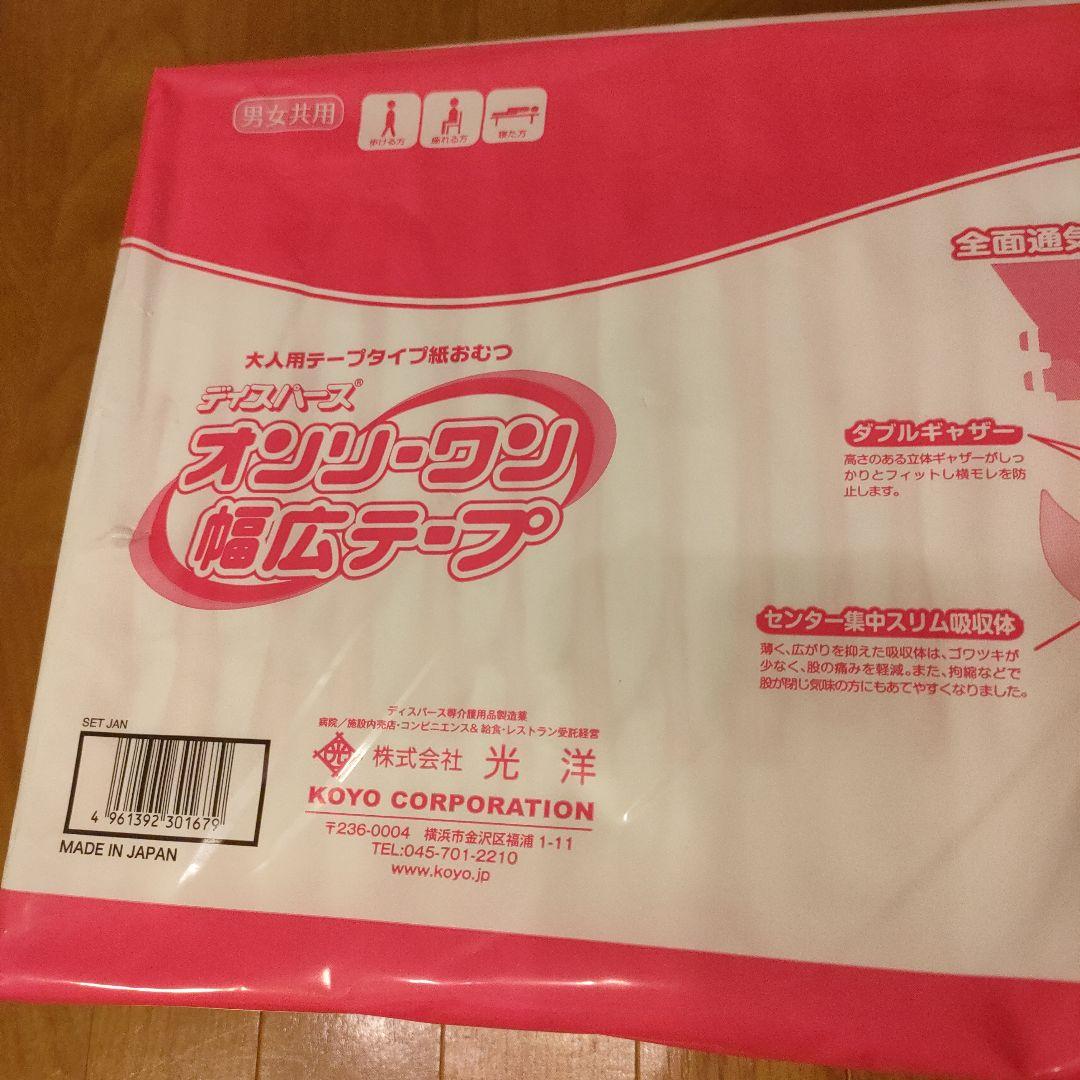 男女共用
歩ける方
座れる方
寝た方
全面通気
大人用テープタイプ紙おむつ
ディスパース®
オンリーワン
幅広テープ
ダブルギャザー
高さのある立体ギャザーがしっ
かりとフィットし横モレを防
止します。
センター集中スリム吸収体
薄く、広がりを抑えた吸収体は、ゴワツキが
少なく、股の痛みを軽減。また、拘縮などで
股が閉じ気味の方にもあてやすくなりました。
SET JAN
4 961392 301679
MADE IN JAPAN
ディスパース等介護用品製造業
病院／施設内売店・コンビニエンス& 給食・レストラン受託経営
光 株式会社 光洋
KOYO CORPORATION
〒236-0004 横浜市金沢区福浦 1-11
TEL:045-701-2210
www.koyo.jp